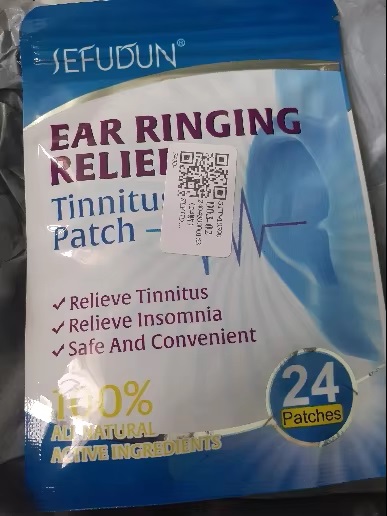 SEFUDUN®
EAR RINGING
RELIEF
Tinnitus
Patch –
✓Relieve Tinnitus
✓Relieve Insomnia
✓Safe And Convenient
100%
ALL NATURAL
ACTIVE INGREDIENTS
24
Patches